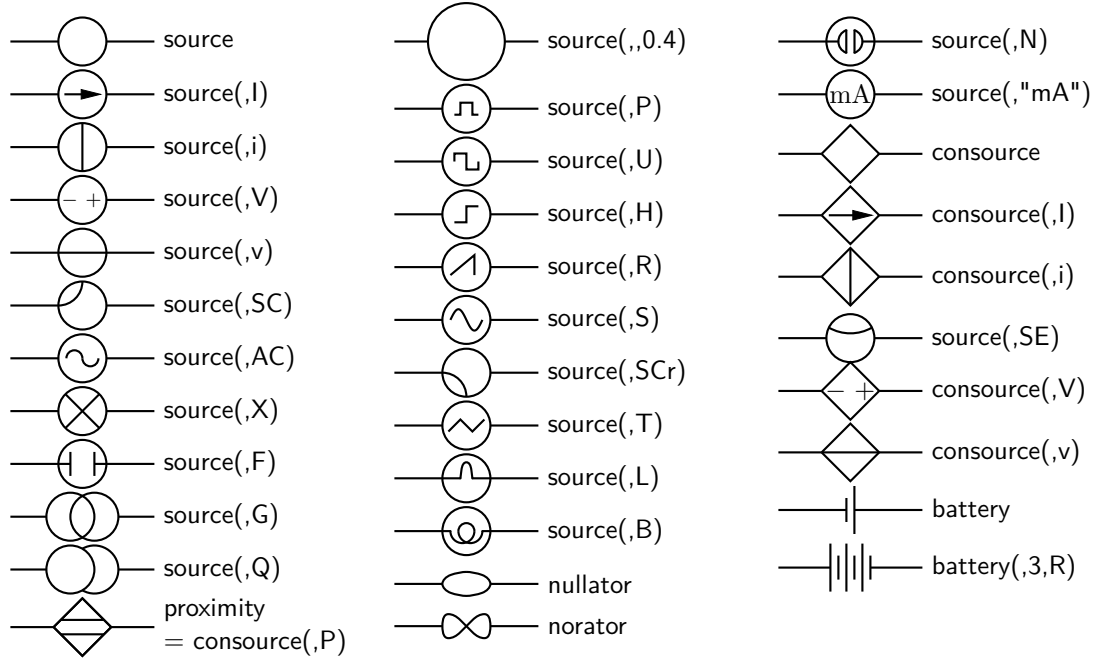 source
source(,I)
source(,i)
− +
source(,V)
source(,v)
source(,SC)
source(,AC)
source(,X)
source(,F)
source(,G)
source(,Q)
proximity
= consource(,P)
source(,,0.4)
source(,P)
source(,U)
source(,H)
source(,R)
source(,S)
source(,SCr)
source(,T)
source(,L)
source(,B)
nullator
norator
source(,N)
mA
source(,"mA")
consource
consource(,I)
consource(,i)
source(,SE)
− +
consource(,V)
consource(,v)
battery
battery(,3,R)